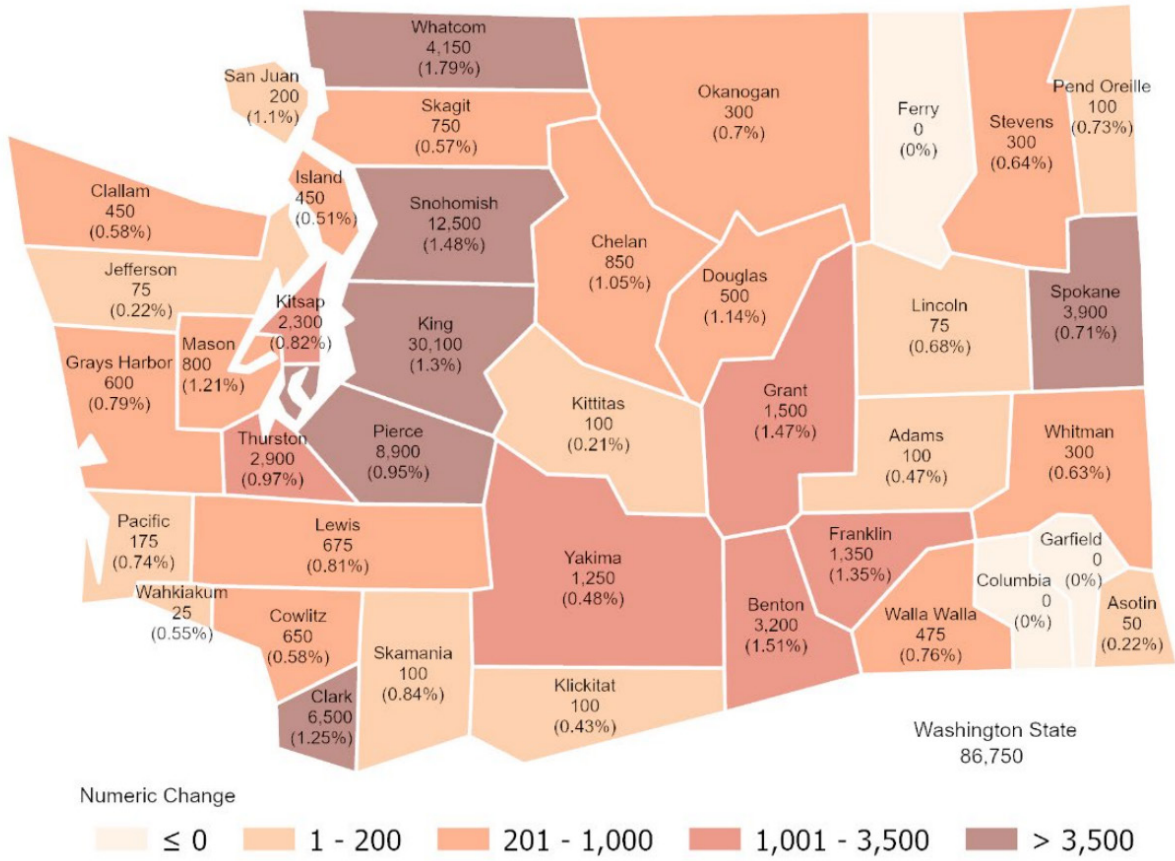 Whatcom
4,150
(1.79%)
San Juan
200
(1.1%)
Skagit
750
(0.57%)
Okanogan
300
(0.7%)
Ferry
0
(0%)
Stevens
300
(0.64%)
Pend Oreille
100
(0.73%)
Clallam
450
(0.58%)
Island
450
(0.51%)
Snohomish
12,500
(1.48%)
Chelan
850
(1.05%)
Douglas
500
(1.14%)
Jefferson
75
(0.22%)
Kitsap
2,300
(0.82%)
King
30,100
(1.3%)
Lincoln
75
(0.68%)
Spokane
3,900
(0.71%)
Grays Harbor
600
(0.79%)
Mason
800
(1.21%)
Kittitas
100
(0.21%)
Grant
1,500
(1.47%)
Adams
100
(0.47%)
Whitman
300
(0.63%)
Thurston
2,900
(0.97%)
Pierce
8,900
(0.95%)
Pacific
175
(0.74%)
Lewis
675
(0.81%)
Yakima
1,250
(0.48%)
Franklin
1,350
(1.35%)
Garfield
0
(0%)
Columbia
0
(0%)
Wahkiakum
25
(0.55%)
Cowlitz
650
(0.58%)
Benton
3,200
(1.51%)
Walla Walla
475
(0.76%)
Asotin
50
(0.22%)
Skamania
100
(0.84%)
Klickitat
100
(0.43%)
Clark
6,500
(1.25%)
Washington State
86,750
Numeric Change
≤ 0
1 - 200
201 - 1,000
1,001 - 3,500
> 3,500